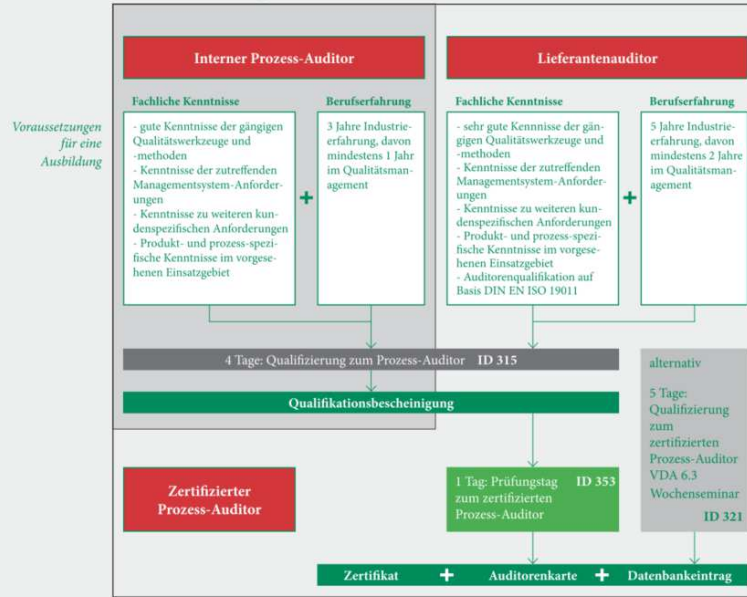 Interner Prozess-Auditor
Lieferantenauditor
Voraussetzungen
für eine
Ausbildung
Fachliche Kenntnisse
- gute Kenntnisse der gängigen
Qualitätswerkzeuge und
-methoden
- Kenntnisse der zutreffenden
Managementsystem-Anforder-
ungen
- Kenntnisse zu weiteren kun-
denspezifischen Anforderungen
- Produkt- und prozess-spezi-
fische Kenntnisse im vorgese-
henen Einsatzgebiet
+
Berufserfahrung
3 Jahre Industrie-
erfahrung, davon
mindestens 1 Jahr
im Qualitätsman-
agement
Fachliche Kenntnisse
- sehr gute Kennnisse der gän-
gigen Qualitätswerkzeuge und
-methoden
- Kenntnisse der zutreffenden
Managementsystem-Anforder-
ungen
- Kenntnisse zu weiteren kun-
denspezifischen Anforderungen
- Produkt- und prozess-spezi-
fische Kenntnisse im vorgese-
henen Einsatzgebiet
- Auditorenqualifikation auf
Basis DIN EN ISO 19011
+
Berufserfahrung
5 Jahre Industrie-
erfahrung, davon
mindestens 2 Jahre
im Qualitätsman-
agement
4 Tage: Qualifizierung zum Prozess-Auditor ID 315
Qualifikationsbescheinigung
alternativ
5 Tage:
Qualifizierung
zum
zertifizierten
Prozess-Auditor
VDA 6.3
Wochenseminar
ID 321
Zertifizierter
Prozess-Auditor
1 Tag: Prüfungstag ID 353
zum zertifizierten
Prozess-Auditor
Zertifikat + Auditorenkarte + Datenbankeintrag